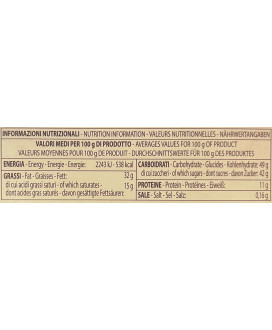 INFORMAZIONI NUTRIZIONALI - NUTRITION INFORMATION - VALEURS NUTRITIONNELLES - NÄHRWERTANGABEN
VALORI MEDI PER 100 g DI PRODOTTO - AVERAGES VALUES FOR 100 g OF PRODUCT
VALEURS MOYENNES POUR 100 g DE PRODUIT - DURCHSCHNITTSWERTE FÜR 100 g DES PRODUKTES
ENERGIA - Energy - Energie - Energie: 2243 kJ - 538 kcal
GRASSI - Fat - Graisses - Fett: 32 g
di cui acidi grassi saturi - of which saturates - 15 g
dont acides gras saturés - davon gesättigte Fettsäuren:
CARBOIDRATI - Carbohydrate - Glucides - Kohlenhydrate: 49 g
di cui zuccheri - of which sugars - dont sucres - davon Zucker: 42 g
PROTEINE - Protein - Protéines - Eiweiß: 11 g
SALE - Salt - Sel - Salz: 0,16 g